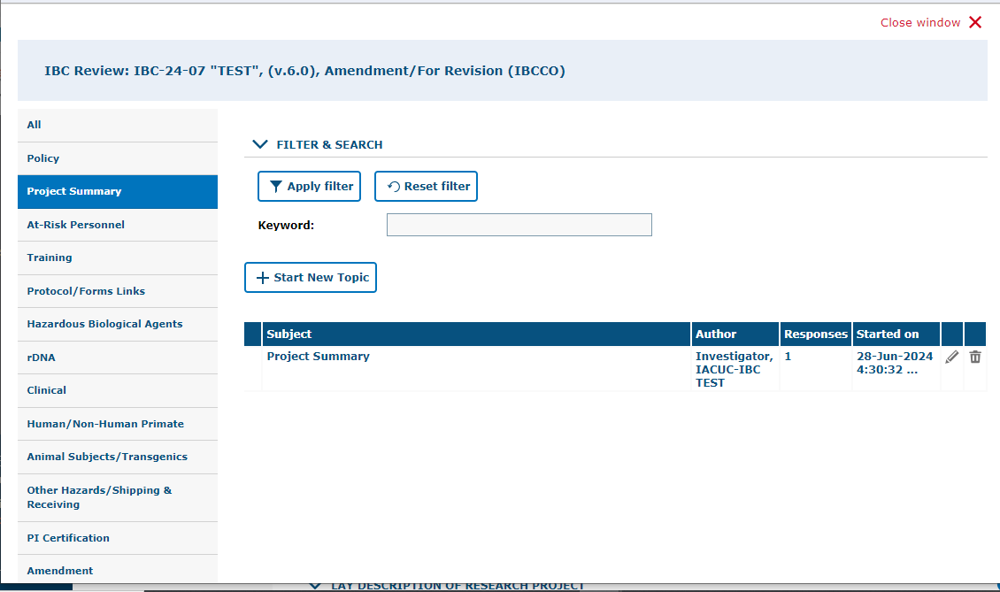 Close window
IBC Review: IBC-24-07 "TEST", (v.6.0), Amendment/For Revision (IBCCO)
All
Policy
Project Summary
At-Risk Personnel
Training
Protocol/Forms Links
Hazardous Biological Agents
rDNA
Clinical
Human/Non-Human Primate
Animal Subjects/Transgenics
Other Hazards/Shipping &
Receiving
PI Certification
Amendment
FILTER & SEARCH
Apply filter Reset filter
Keyword:
Start New Topic
Subject Author Responses Started on
Project Summary Investigator, 1 28-Jun-2024
IACUC-IBC 4:30:32 ...
TEST
LAY DESCRIPTION OF RESEARCH PROJECT